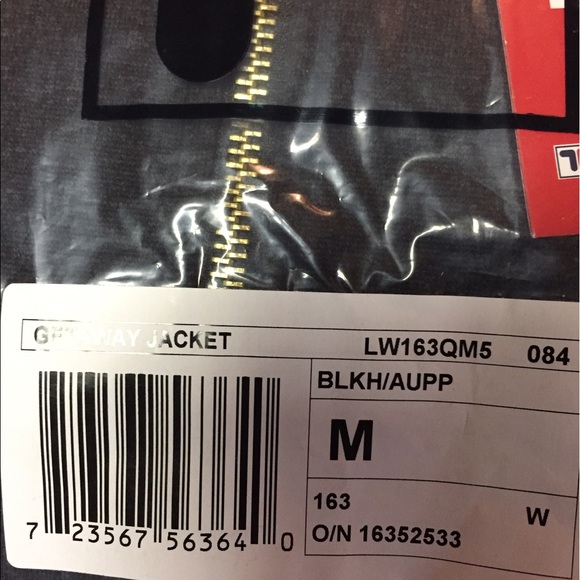 JACKET LW163QM5 084
BLKH/AUPP
M
163 W
O/N 16352533
7 23567 56364 0